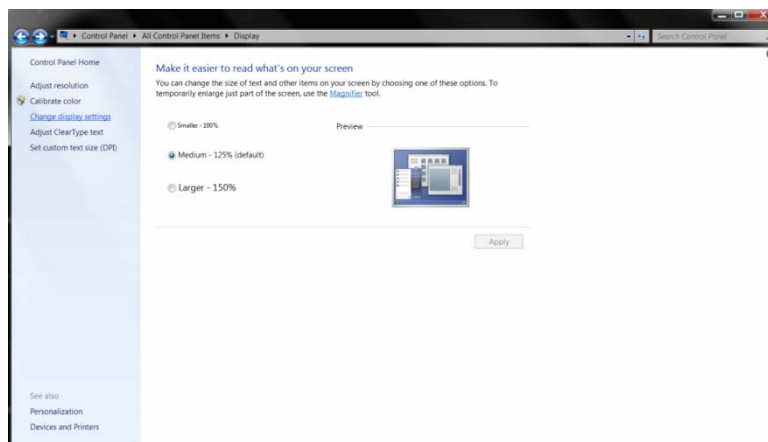 Control Panel ▸ All Control Panel Items ▸ Display
Search Control Panel
Control Panel Home
Adjust resolution
Calibrate color
Change display settings
Adjust ClearType text
Set custom text size (DPI)
Make it easier to read what's on your screen
You can change the size of text and other items on your screen by choosing one of these options. To
temporarily enlarge just part of the screen, use the Magnifier tool.
Smaller - 100%
Preview
Medium - 125% (default)
Larger - 150%
Apply
See also
Personalization
Devices and Printers